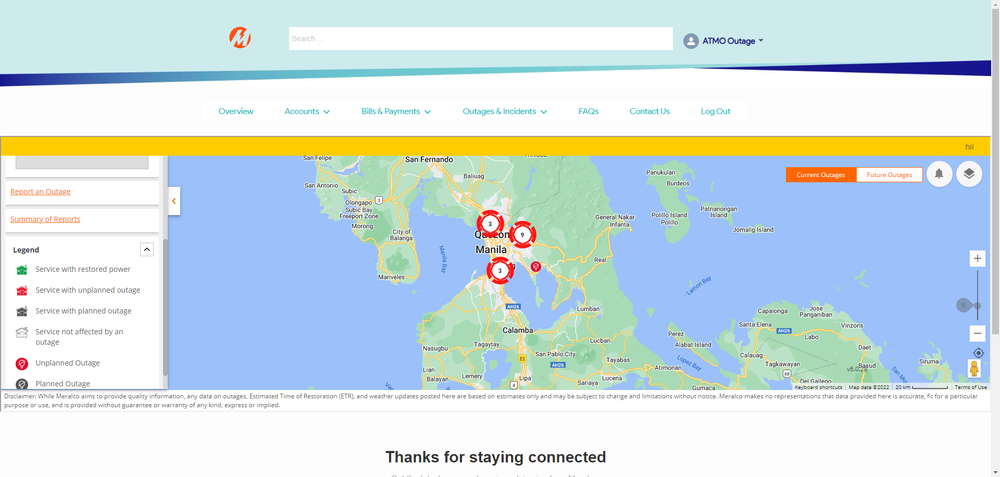 Search ...
ATMO Outage
Overview
Accounts
Bills & Payments
Outages & Incidents
FAQs
Contact Us
Log Out
hii
Report an Outage
Summary of Reports
Legend
Service with restored power
Service with unplanned outage
Service with planned outage
Service not affected by an
outage
Unplanned Outage
Planned Outage
Current Outages
Future Outages
San Felipe
San Fernando
Trinidad
Baliuag
San Antonio
Subic
3
Olongapo
Subic Bay
Freeport Zone
Morong
City of
Balanga
Mariveles
Manila Bay
3
9
Quezon
Manila
3
Panukulan
Burdeos
General Nakar
Infanta
Polillo Island
Polillo
Patnanongan
Island
Jomalig Island
Real
Lamon Bay
AH26
Lumban
Calamba
Capalonga
Jose
Panganiban
Santa Elena
AH26
Vinzons
Labo
Perez
Alabat Island
Lucban
Tagaytay
Nasugbu
San Pablo City
E2
AH26
Tayabas
Calauag
Daet
Tagkawayan
Basud
Siruma
Lopez Bay
Atimonan
68
v6.0.28
Lian
Balayan
Lemery
4
Lipa
Sariaya
Lucena
Gumaca
Del Gallego
9
Keyboard shortcuts
Map data ©2022
20 km
Terms of Use
Disclaimer: While Meralco aims to provide quality information, any data on outages, Estimated Time of Restoration (ETR), and weather updates posted here are based on estimates only and may be subject to change and limitations without notice. Meralco makes no representations that data provided here is accurate, fit for a particular
purpose or use, and is provided without guarantee or warranty of any kind, express or implied.
Thanks for staying connected